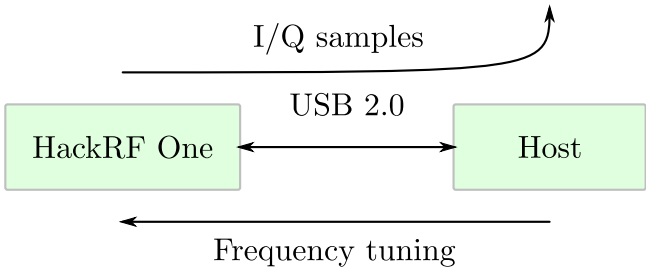 I/Q samples
USB 2.0
HackRF One
Host
Frequency tuning